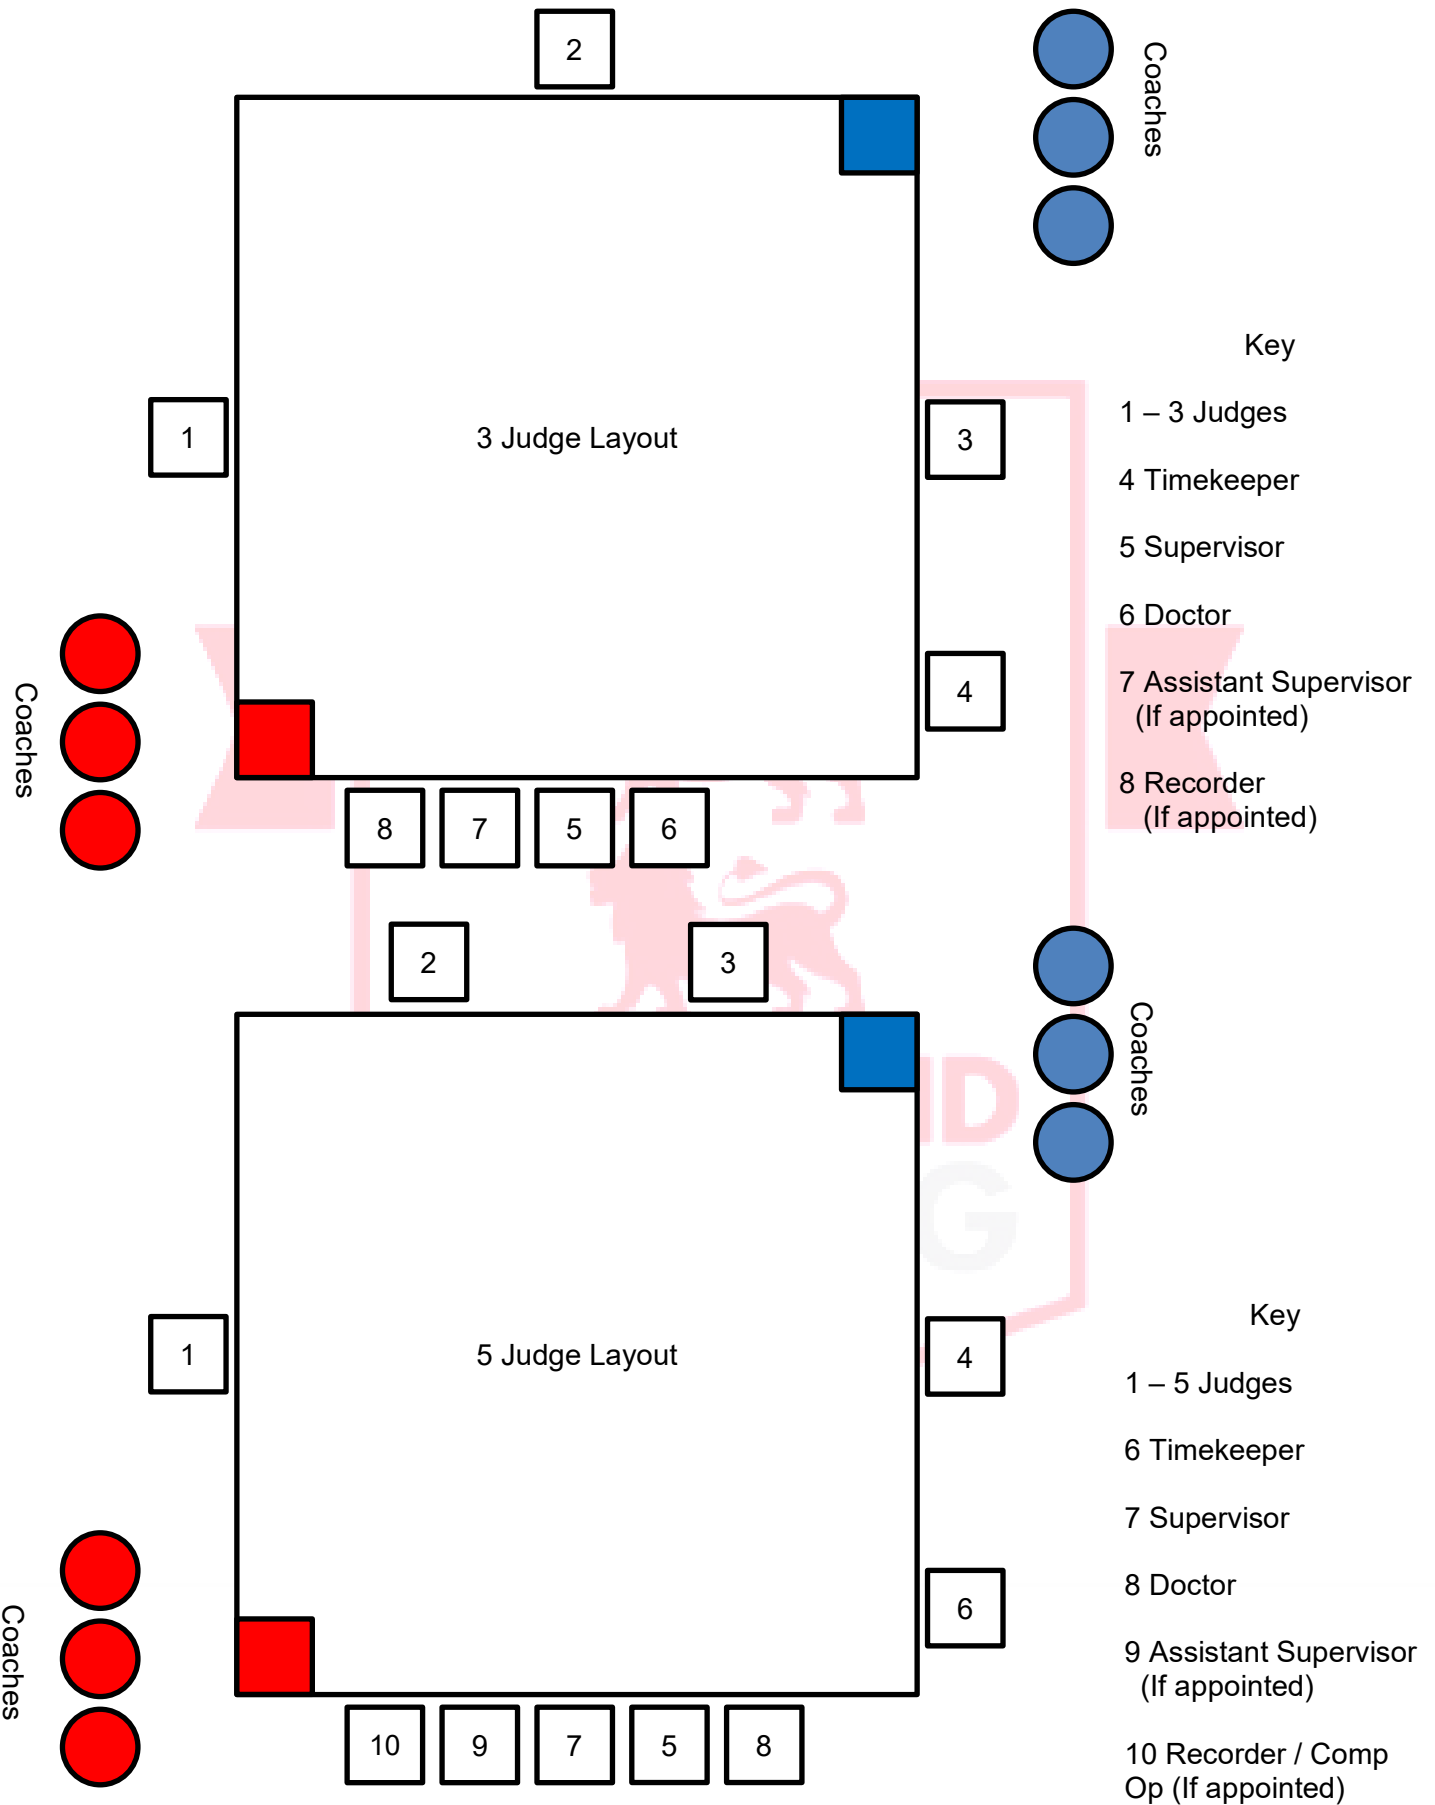 2
Coaches
Key
1 – 3 Judges
1
3 Judge Layout
3
4 Timekeeper
5 Supervisor
6 Doctor
7 Assistant Supervisor
(If appointed)
4
Coaches
8 Recorder
(If appointed)
8
7
5
6
2
3
Coaches
ND
G
Key
1
5 Judge Layout
4
1 – 5 Judges
6 Timekeeper
7 Supervisor
8 Doctor
6
9 Assistant Supervisor
(If appointed)
Coaches
10
9
7
5
8
10 Recorder / Comp
Op (If appointed)